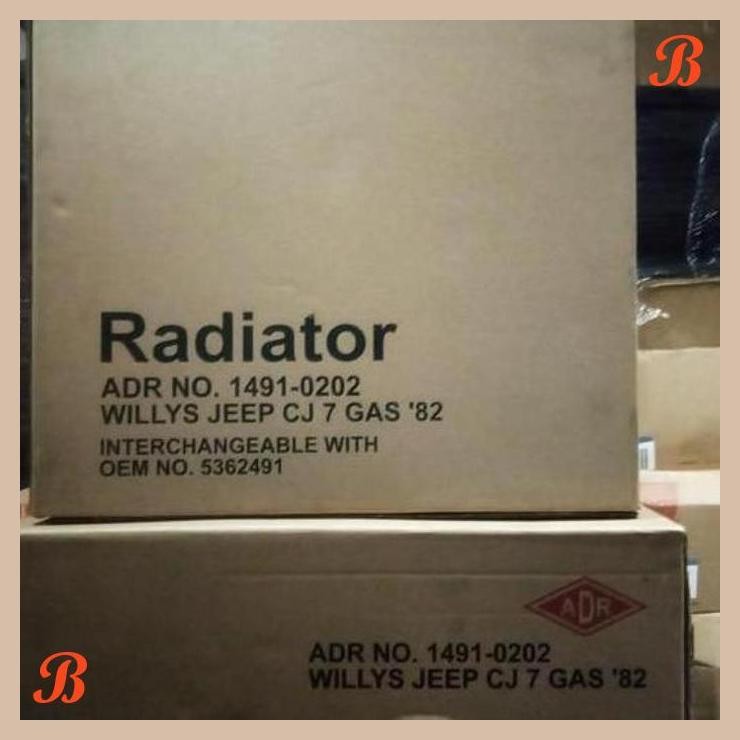 B
Radiator
ADR NO. 1491-0202
WILLYS JEEP CJ 7 GAS '82
INTERCHANGEABLE WITH
OEM NO. 5362491
ADR
ADR NO. 1491-0202
WILLYS JEEP CJ 7 GAS '82
B